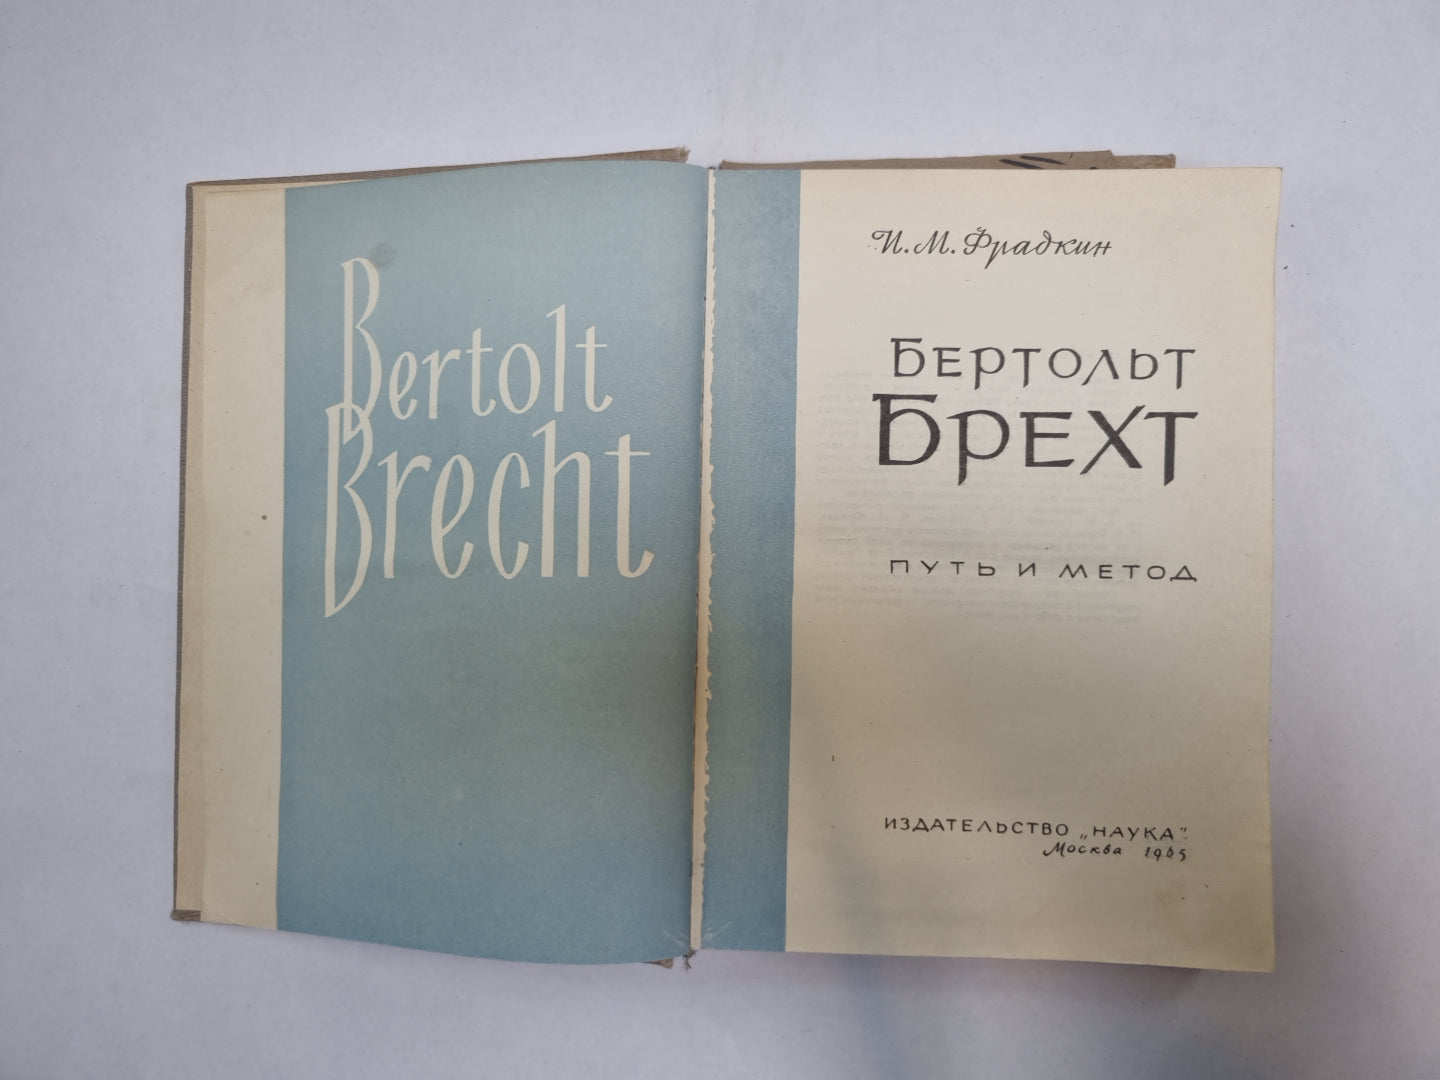 Bertolt
Brecht
И. М. Фрадкин
БЕРТОЛЬТ
БРЕХТ
ПУТЬ И МЕТОД
ИЗДАТЕЛЬСТВО „НАУКА"
Москва 1965